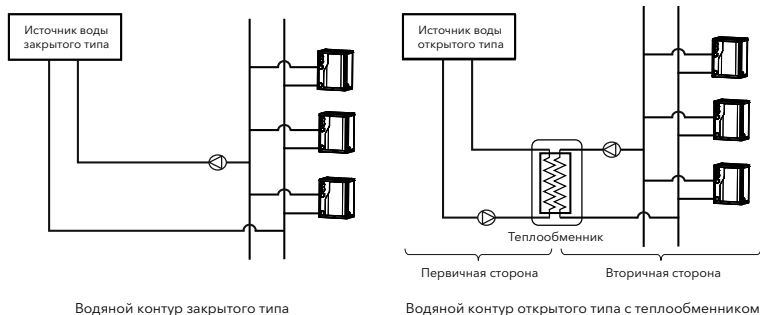 Источник воды
закрытого типа
Источник воды
открытого типа
Теплообменник
Первичная сторона
Вторичная сторона
Водяной контур закрытого типа
Водяной контур открытого типа с теплообменником